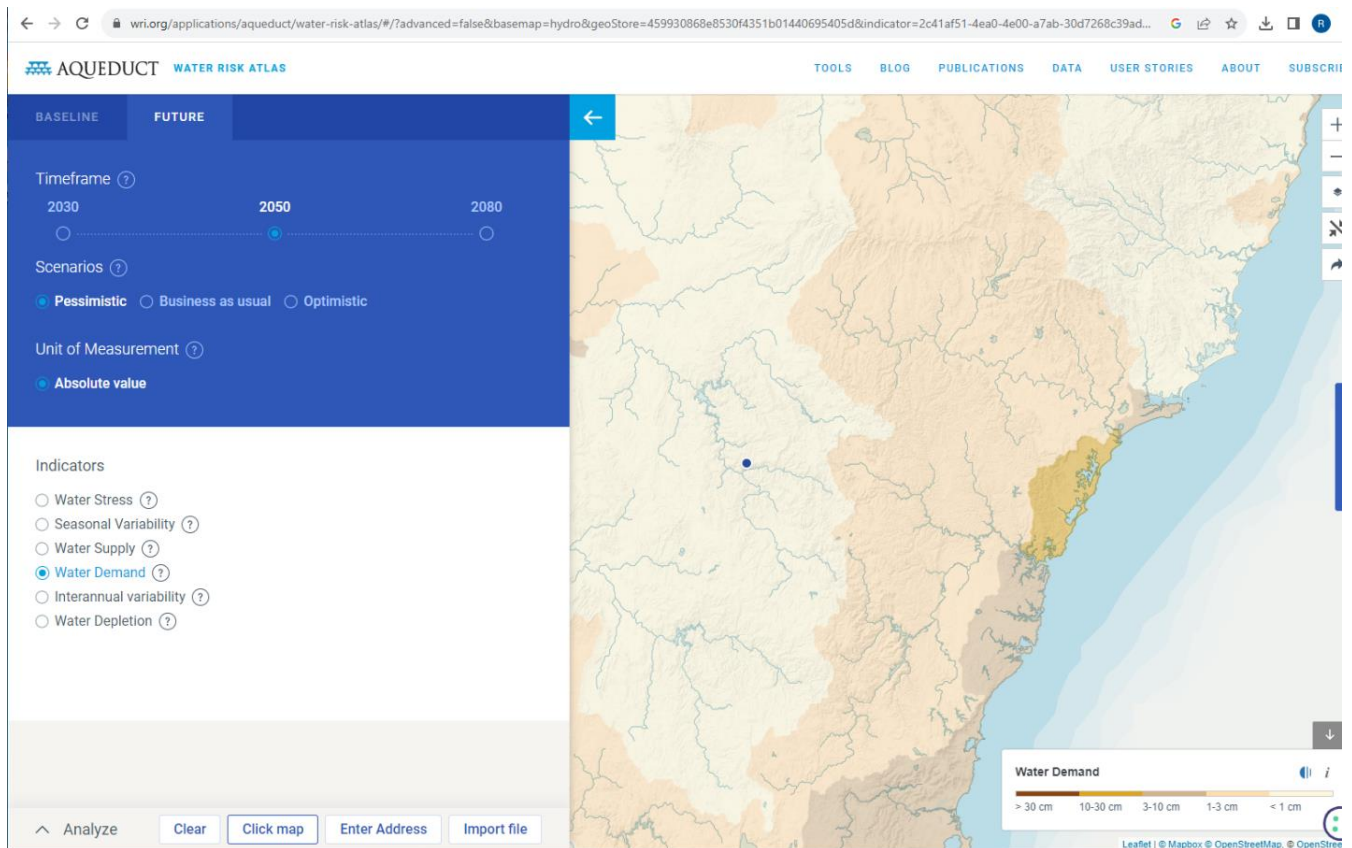 wri.org/applications/aqueduct/water-risk-atlas/#/?advanced=false&basemap=hydro&geoStore=459930868e8530f4351b01440695405d&indicator=2c41af51-4ea0-4e00-a7ab-30d7268c39ad...
R
AQUEDUCT WATER RISK ATLAS
TOOLS BLOG PUBLICATIONS DATA USER STORIES ABOUT SUBSCRI
BASELINE FUTURE
Timeframe ?
2030 2050 2080
Scenarios ?
Pessimistic Business as usual Optimistic
Unit of Measurement ?
Absolute value
Indicators
Water Stress ?
Seasonal Variability ?
Water Supply ?
Water Demand ?
Interannual variability ?
Water Depletion ?
Analyze Clear Click map Enter Address Import file
Water Demand i
> 30 cm 10-30 cm 3-10 cm 1-3 cm < 1 cm
Leaflet | © Mapbox © OpenStreetMap, © OpenStree